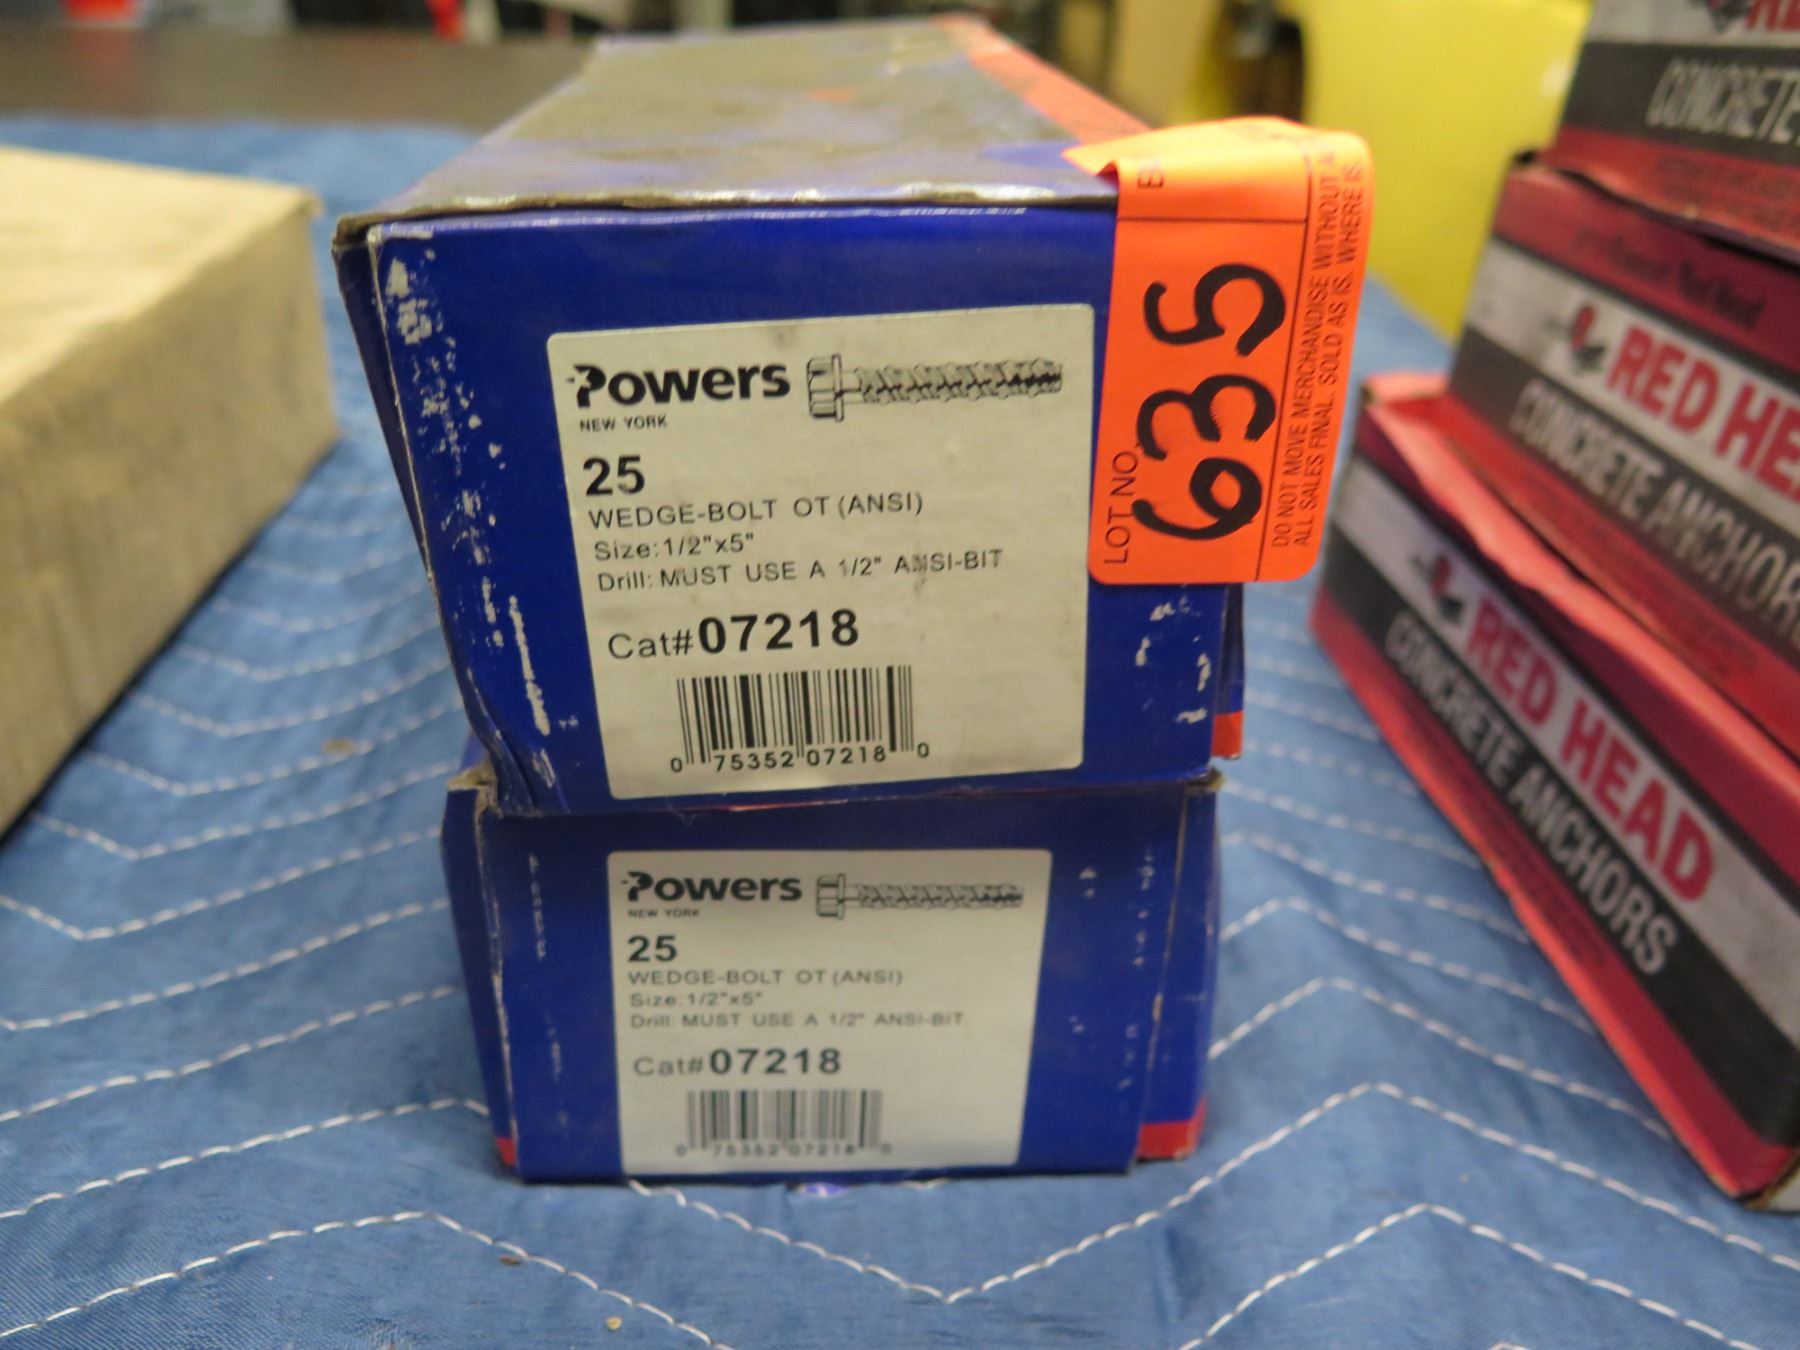 Powers
NEW YORK
25
WEDGE-BOLT OT (ANSI)
Size:1/2"x5"
Drill: MUST USE A 1/2" ANSI-BIT
Cat#07218
0 75352 07218 0
LOT NO.
6395
DO NOT MOVE MERCHANDISE WITHOUT
ALL SALES FINAL. SOLD AS IS. WHERE IS.
Powers
NEW YORK
25
WEDGE-BOLT OT (ANSI)
Size:1/2"x5"
Drill: MUST USE A 1/2" ANSI-BIT
Cat#07218
0 75352 07218 0
CONCRETE
RED HE
CONCRETE ANCHOR
RED HEAD
CONCRETE ANCHORS